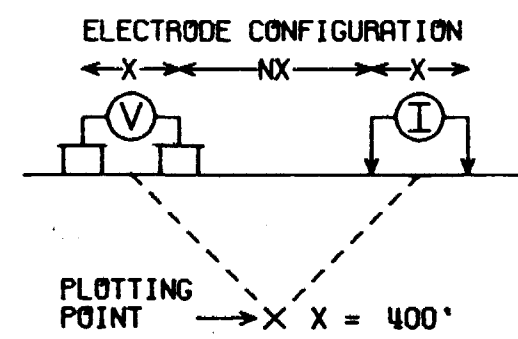 ELECTRODE CONFIGURATION
X NX X
V I
PLOTTING
POINT X X = 400'